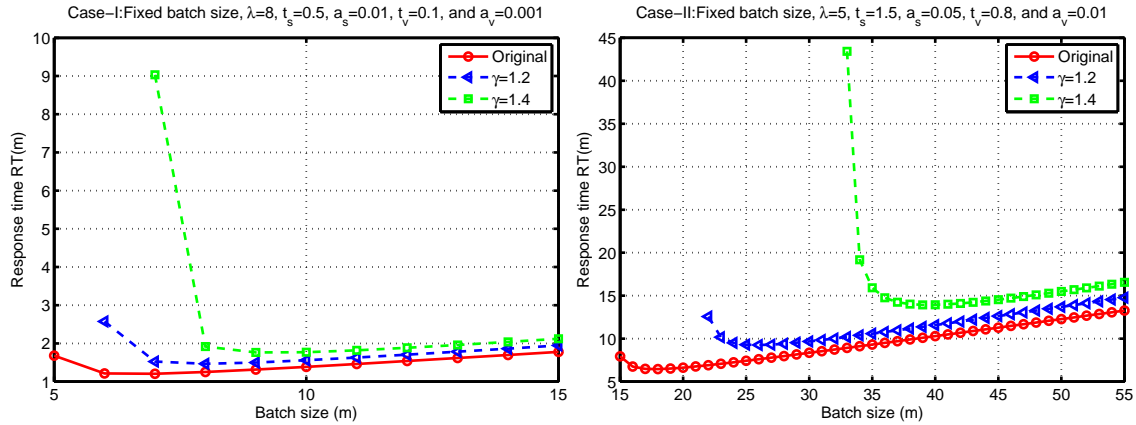 Case−I:Fixed batch size, λ=8, t_s=0.5, a_s=0.01, t_v=0.1, and a_v=0.001
10
9
8
7
6
5
4
3
2
1
Response time RT(m)
Original
γ=1.2
γ=1.4
5 10 15
Batch size (m)
Case−II:Fixed batch size, λ=5, t_s=1.5, a_s=0.05, t_v=0.8, and a_v=0.01
45
40
35
30
25
20
15
10
5
Response time RT(m)
Original
γ=1.2
γ=1.4
15 20 25 30 35 40 45 50 55
Batch size (m)